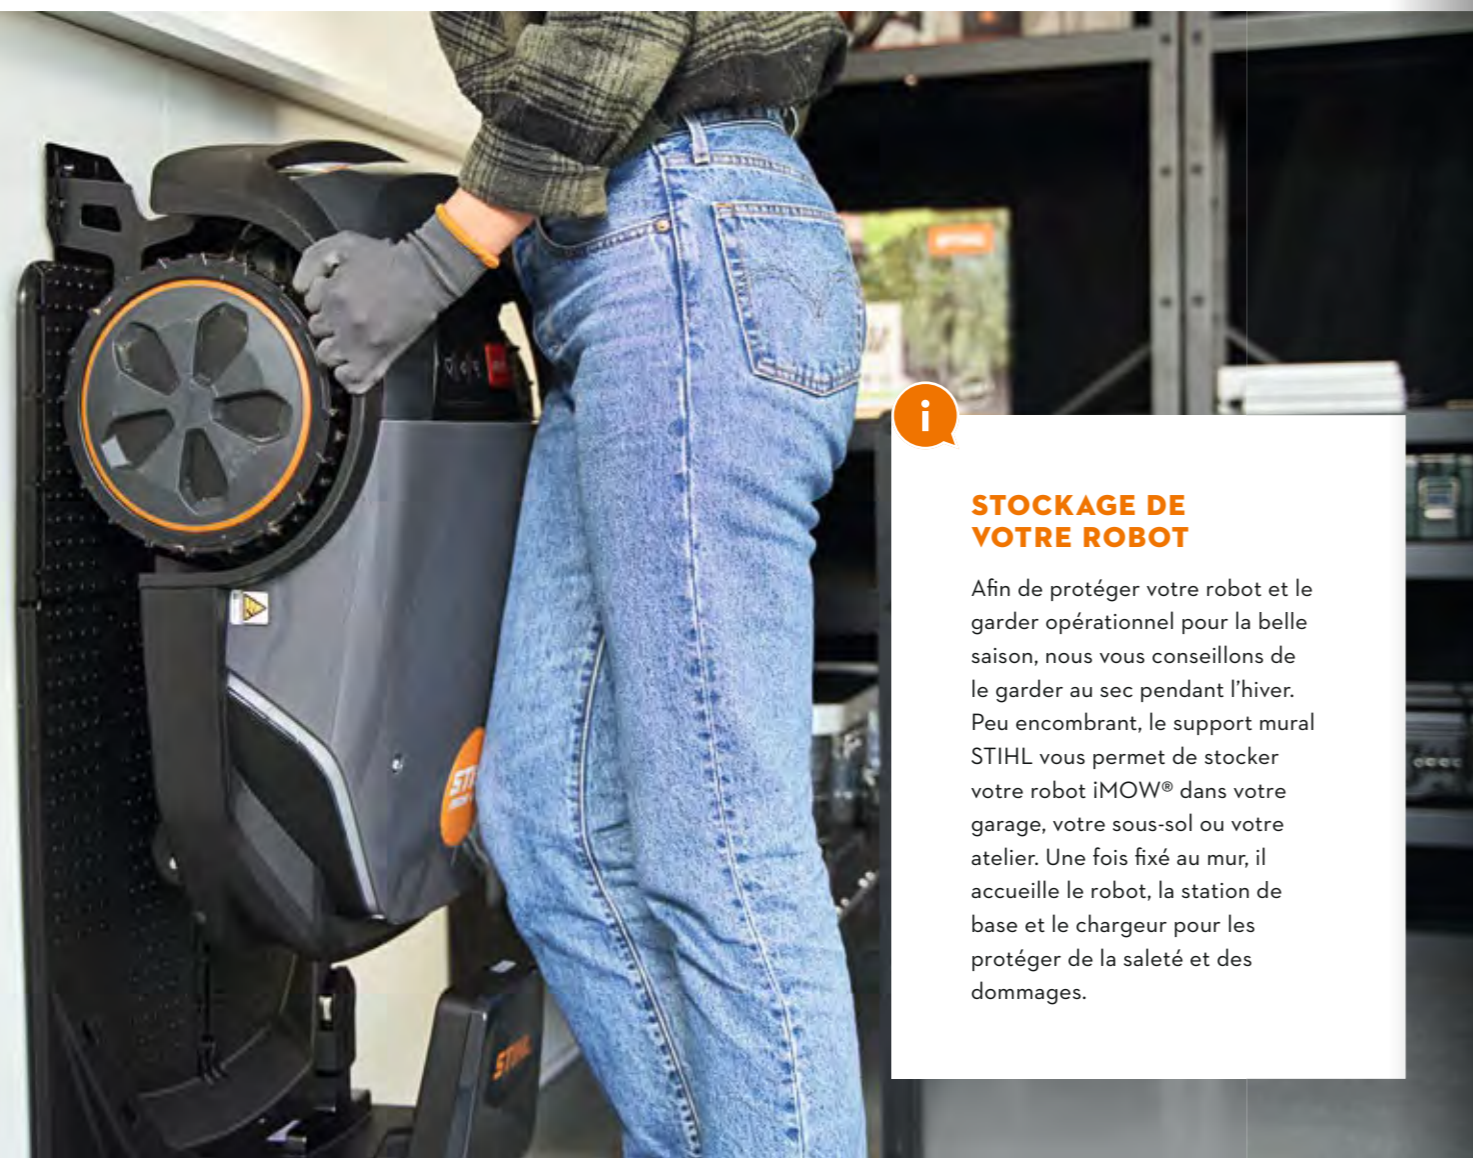 STOCKAGE DE
VOTRE ROBOT
Afin de protéger votre robot et le
garder opérationnel pour la belle
saison, nous vous conseillons de
le garder au sec pendant l'hiver.
Peu encombrant, le support mural
STIHL vous permet de stocker
votre robot iMOW® dans votre
garage, votre sous-sol ou votre
atelier. Une fois fixé au mur, il
accueille le robot, la station de
base et le chargeur pour les
protéger de la saleté et des
dommages.
STIHL